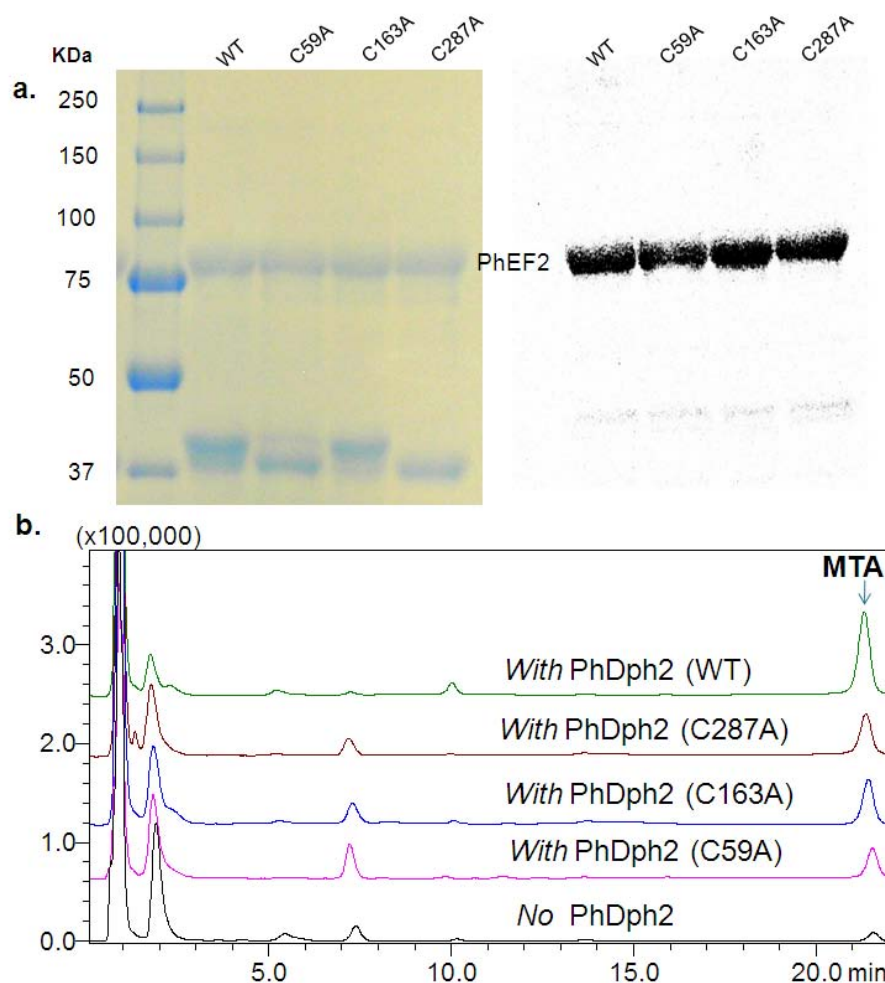 KDa WT C59A C163A C287A WT C59A C163A C287A
a.
250
150
100
75
PhEF2
50
37
b.
(x100,000)
MTA
3.0
With PhDph2 (WT)
2.0
With PhDph2 (C287A)
With PhDph2 (C163A)
1.0
With PhDph2 (C59A)
No PhDph2
0.0
5.0 10.0 15.0 20.0 min